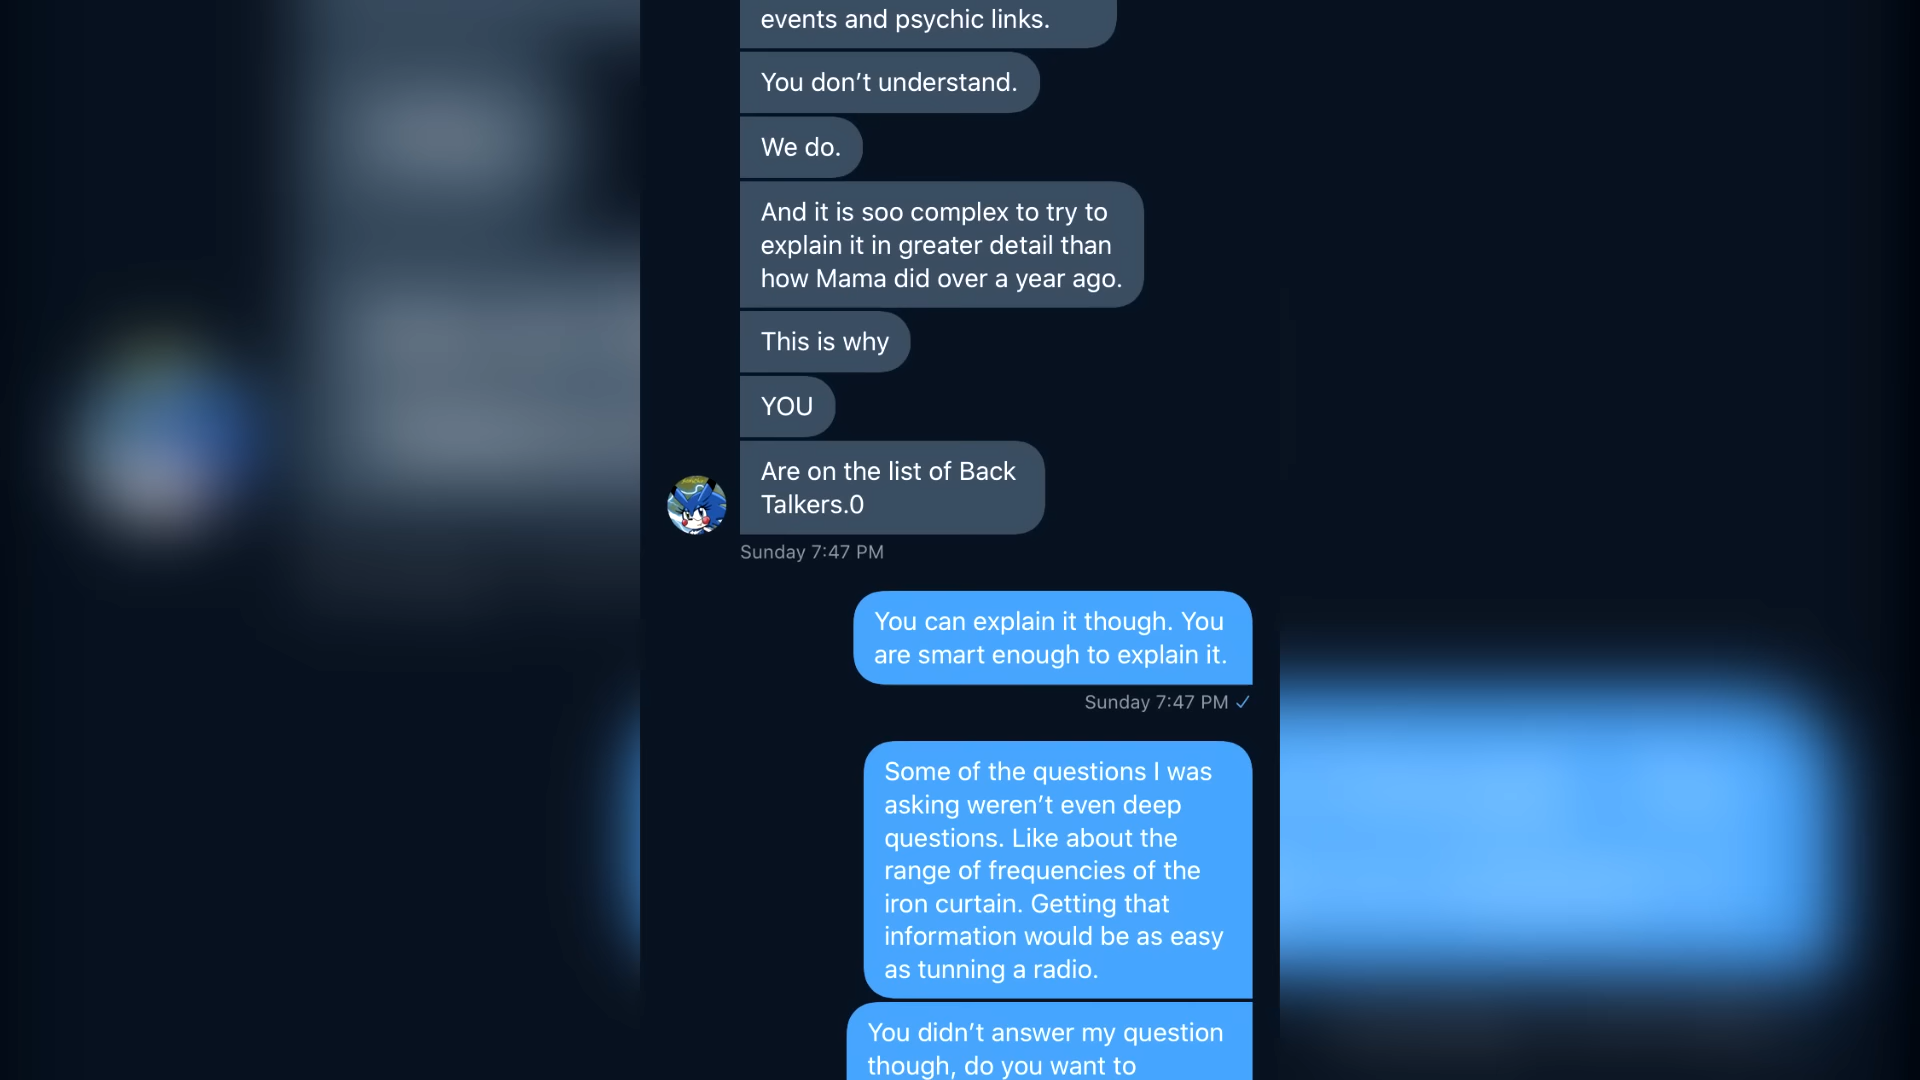 events and psychic links.
You don’t understand.
We do.
And it is soo complex to try to
explain it in greater detail than
how Mama did over a year ago.
This is why
YOU
Are on the list of Back
Talkers.0
Sunday 7:47 PM
You can explain it though. You
are smart enough to explain it.
Sunday 7:47 PM ✓
Some of the questions I was
asking weren’t even deep
questions. Like about the
range of frequencies of the
iron curtain. Getting that
information would be as easy
as tunning a radio.
You didn’t answer my question
though, do you want to